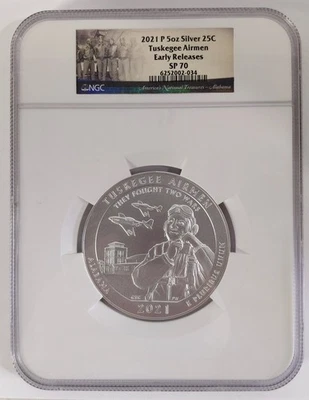 2021 P 5oz Silver 25C
Tuskegee Airmen
Early Releases
SP 70
6252002-034
NGC
America's National Treasures - Alabama
TUSKEGEE AIRMEN
THEY FOUGHT TWO WARS
ALABAMA
2021
E PLURIBUS UNUM